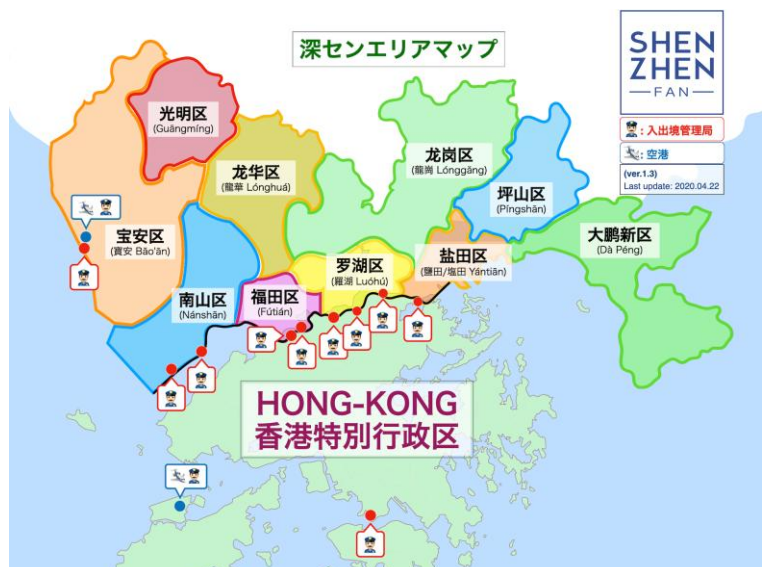 深センエリアマップ
SHEN
ZHEN
FAN
:入出境管理局
:空港
(ver.1.3)
Last update: 2020.04.22
光明区
(Guāngmíng)
龙华区
(龍華 Lónghuá)
龙岗区
(龍崗 Lónggāng)
坪山区
(Píngshān)
大鹏新区
(Dà Péng)
宝安区
(寶安 Bǎo'ān)
南山区
(Nánshān)
福田区
(Fútián)
罗湖区
(羅湖 Luóhú)
盐田区
(鹽田/塩田 Yántiān)
HONG-KONG
香港特別行政区